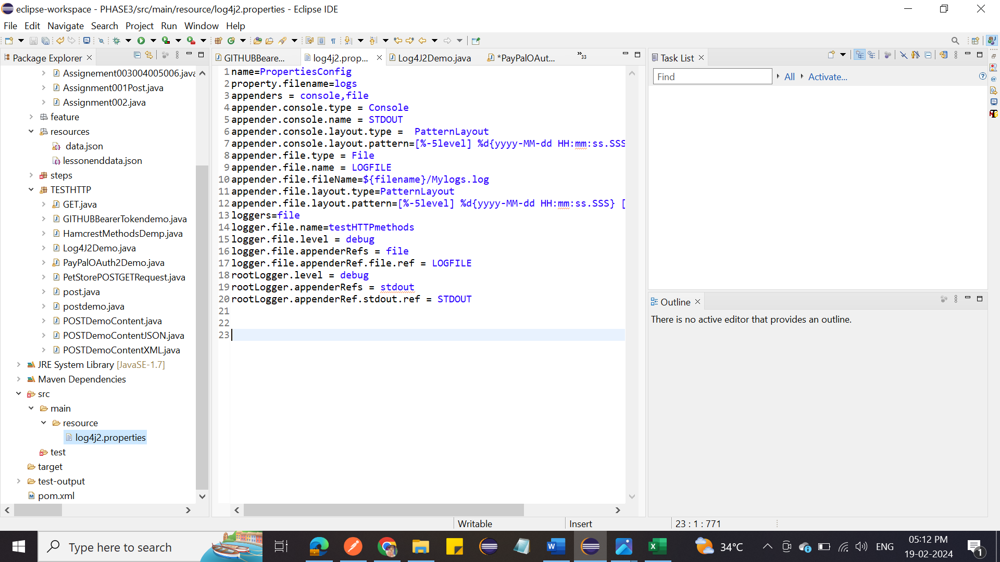 eclipse-workspace - PHASE3/src/main/resource/log4j2.properties - Eclipse IDE
File Edit Navigate Search Project Run Window Help
Package Explorer
Assignement003004005006.java
Assignment001Post.java
Assignment002.java
feature
resources
data.json
lessonenddata.json
steps
TESTHTTP
GET.java
GITHUBBearerTokendemo.java
HamcrestMethodsDemp.java
Log4J2Demo.java
PayPalOAuth2Demo.java
PetStorePOSTGETRequest.java
post.java
postdemo.java
POSTDemoContent.java
POSTDemoContentJSON.java
POSTDemoContentXML.java
JRE System Library [JavaSE-1.7]
Maven Dependencies
src
main
resource
log4j2.properties
test
target
test-output
pom.xml
GITHUBBeare... log4j2.prop... Log4J2Demo.java *PayPalOAut... »33
1 name=PropertiesConfig
2 property.filename=logs
3 appenders = console,file
4 appender.console.type = Console
5 appender.console.name = STDOUT
6 appender.console.layout.type =  PatternLayout
7 appender.console.layout.pattern=[%-5level] %d{yyyy-MM-dd HH:mm:ss.SSS
8 appender.file.type = File
9 appender.file.name = LOGFILE
10 appender.file.fileName=${filename}/Mylogs.log
11 appender.file.layout.type=PatternLayout
12 appender.file.layout.pattern=[%-5level] %d{yyyy-MM-dd HH:mm:ss.SSS} [
13 loggers=file
14 logger.file.name=testHTTPmethods
15 logger.file.level = debug
16 logger.file.appenderRefs = file
17 logger.file.appenderRef.file.ref = LOGFILE
18 rootLogger.level = debug
19 rootLogger.appenderRefs = stdout
20 rootLogger.appenderRef.stdout.ref = STDOUT
21
22
23
Task List
Find All Activate...
Outline
There is no active editor that provides an outline.
Writable Insert 23 : 1 : 771
Type here to search
34°C ENG
05:12 PM
19-02-2024
1